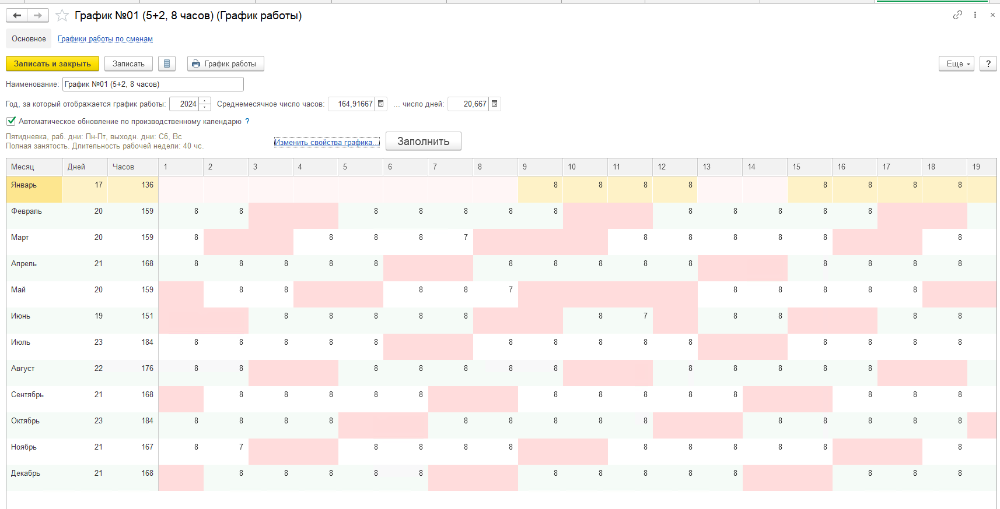 График №01 (5+2, 8 часов) (График работы)
Основное Графики работы по сменам
Записать и закрыть Записать График работы Еще ?
Наименование: График №01 (5+2, 8 часов)
Год, за который отображается график работы: 2024 Среднемесячное число часов: 164,91667 ... число дней: 20,667
Автоматическое обновление по производственному календарю ?
Пятидневка, раб. дни: Пн-Пт, выходн. дни: Сб, Вс
Полная занятость. Длительность рабочей недели: 40 чс.
Изменить свойства графика... Заполнить
Месяц Дней Часов 1 2 3 4 5 6 7 8 9 10 11 12 13 14 15 16 17 18 19
Январь 17 136 8 8 8 8 8 8 8 8
Февраль 20 159 8 8 8 8 8 8 8 8 8 8 8 8
Март 20 159 8 8 8 8 7 8 8 8 8 8 8
Апрель 21 168 8 8 8 8 8 8 8 8 8 8 8 8 8 8
Май 20 159 8 8 8 8 7 8 8 8 8 8
Июнь 19 151 8 8 8 8 8 8 7 8 8 8 8
Июль 23 184 8 8 8 8 8 8 8 8 8 8 8 8 8 8
Август 22 176 8 8 8 8 8 8 8 8 8 8 8 8
Сентябрь 21 168 8 8 8 8 8 8 8 8 8 8 8 8 8
Октябрь 23 184 8 8 8 8 8 8 8 8 8 8 8 8 8 8
Ноябрь 21 167 8 7 8 8 8 8 8 8 8 8 8 8
Декабрь 21 168 8 8 8 8 8 8 8 8 8 8 8 8 8